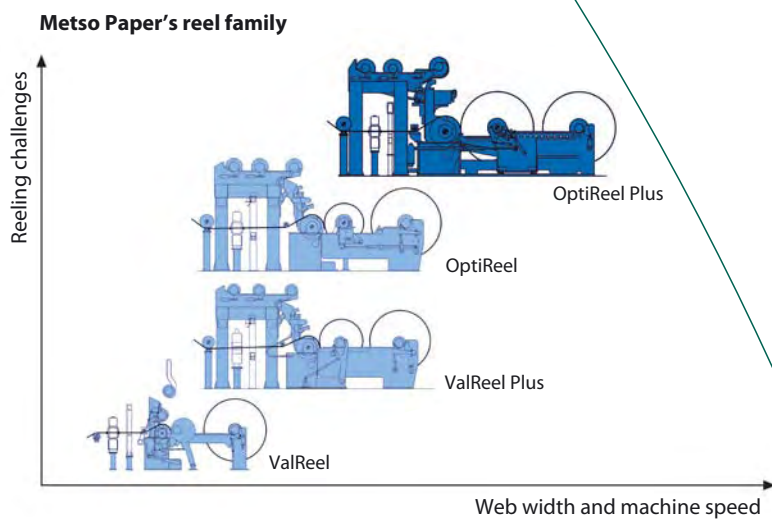 Metso Paper's reel family
Reeling challenges
OptiReel Plus
OptiReel
ValReel Plus
ValReel
Web width and machine speed